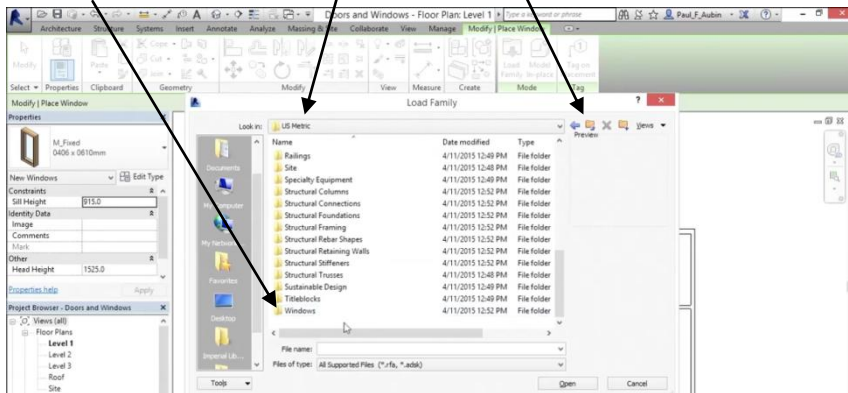 Doors and Windows - Floor Plan: Level 1
Type a keyword or phrase
Paul_F_Aubin
Architecture Structure Systems Insert Annotate Analyze Massing & Site Collaborate View Manage Modify | Place Window
Modify
Paste
Cope
Cut
Join
Load Family
Model In-place
Tag on Placement
Select Properties Clipboard Geometry Modify View Measure Create Mode Tag
Modify | Place Window
Properties
M_Fixed
0406 x 0610mm
New Windows Edit Type
Constraints
Sill Height 915.0
Identity Data
Image
Comments
Mark
Other
Head Height 1525.0
Properties help Apply
Project Browser - Doors and Windows
Views (all)
Floor Plans
Level 1
Level 2
Level 3
Roof
Site
Load Family
Look in: US Metric
Views
Preview
Documents
My Computer
My Network
Favorites
Desktop
Imperial Lib...
Name Date modified Type
Railings 4/11/2015 12:49 PM File folder
Site 4/11/2015 12:48 PM File folder
Specialty Equipment 4/11/2015 12:49 PM File folder
Structural Columns 4/11/2015 12:52 PM File folder
Structural Connections 4/11/2015 12:52 PM File folder
Structural Foundations 4/11/2015 12:52 PM File folder
Structural Framing 4/11/2015 12:52 PM File folder
Structural Rebar Shapes 4/11/2015 12:52 PM File folder
Structural Retaining Walls 4/11/2015 12:52 PM File folder
Structural Stiffeners 4/11/2015 12:52 PM File folder
Structural Trusses 4/11/2015 12:48 PM File folder
Sustainable Design 4/11/2015 12:49 PM File folder
Titleblocks 4/11/2015 12:49 PM File folder
Windows 4/11/2015 12:52 PM File folder
File name:
Files of type: All Supported Files (*.rfa, *.adsk)
Tools Open Cancel